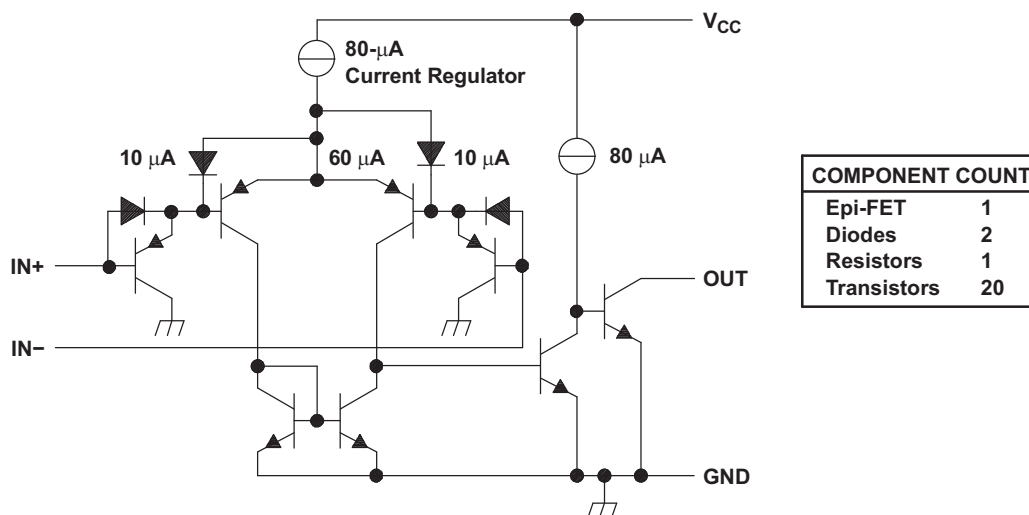 V_CC
80-μA
Current Regulator
10 μA
60 μA
10 μA
80 μA
IN+
OUT
IN−
GND
COMPONENT COUNT
Epi-FET 1
Diodes 2
Resistors 1
Transistors 20